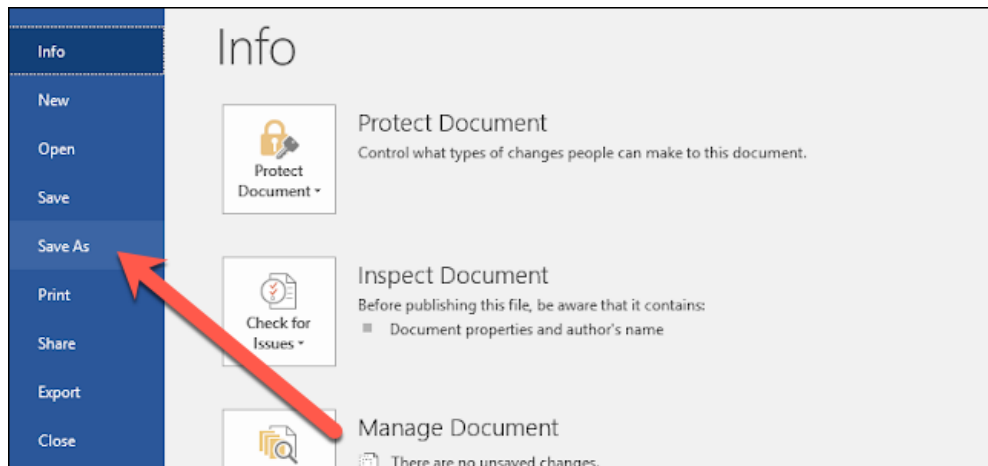 Info
New
Open
Save
Save As
Print
Share
Export
Close
Info
Protect
Document
Protect Document
Control what types of changes people can make to this document.
Check for
Issues
Inspect Document
Before publishing this file, be aware that it contains:
Document properties and author's name
Manage Document
There are no unsaved changes.